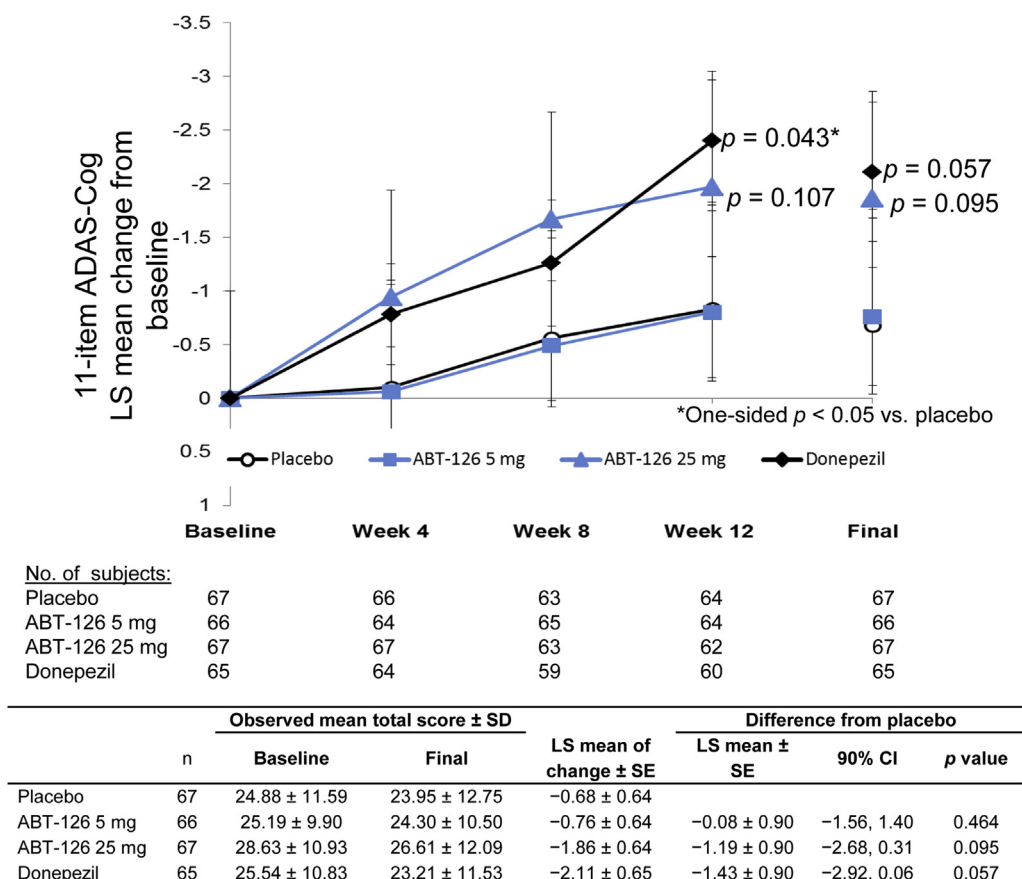 -3.5
-3
-2.5
-2
-1.5
-1
-0.5
0
0.5
1
11-item ADAS-Cog
LS mean change from
baseline
p = 0.043*
p = 0.107
p = 0.057
p = 0.095
*One-sided p < 0.05 vs. placebo
Placebo ABT-126 5 mg ABT-126 25 mg Donepezil
Baseline Week 4 Week 8 Week 12 Final
No. of subjects:
Placebo 67 66 63 64 67
ABT-126 5 mg 66 64 65 64 66
ABT-126 25 mg 67 67 63 62 67
Donepezil 65 64 59 60 65
Observed mean total score ± SD Difference from placebo
n Baseline Final LS mean of change ± SE LS mean ± SE 90% CI p value
Placebo 67 24.88 ± 11.59 23.95 ± 12.75 −0.68 ± 0.64
ABT-126 5 mg 66 25.19 ± 9.90 24.30 ± 10.50 −0.76 ± 0.64 −0.08 ± 0.90 −1.56, 1.40 0.464
ABT-126 25 mg 67 28.63 ± 10.93 26.61 ± 12.09 −1.86 ± 0.64 −1.19 ± 0.90 −2.68, 0.31 0.095
Donepezil 65 25.54 ± 10.83 23.21 ± 11.53 −2.11 ± 0.65 −1.43 ± 0.90 −2.92, 0.06 0.057